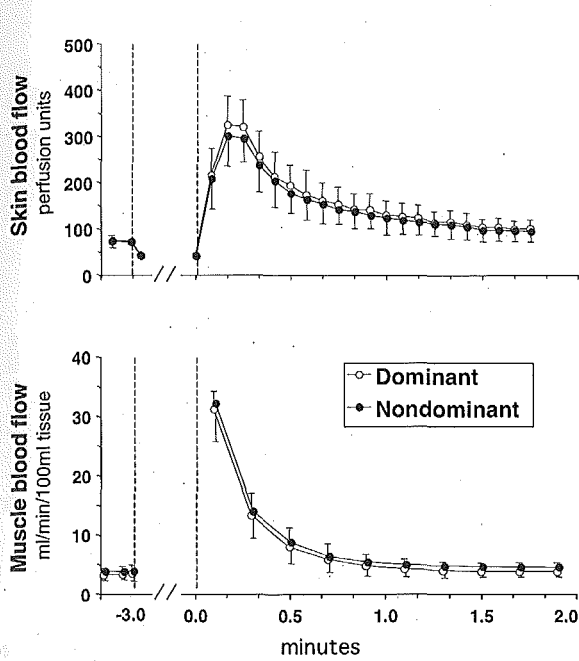 Skin blood flow
perfusion units
500
400
300
200
100
0
Muscle blood flow
ml/min/100ml tissue
40
30
20
10
0
Dominant
Nondominant
-3.0
0.0
0.5
1.0
1.5
2.0
minutes